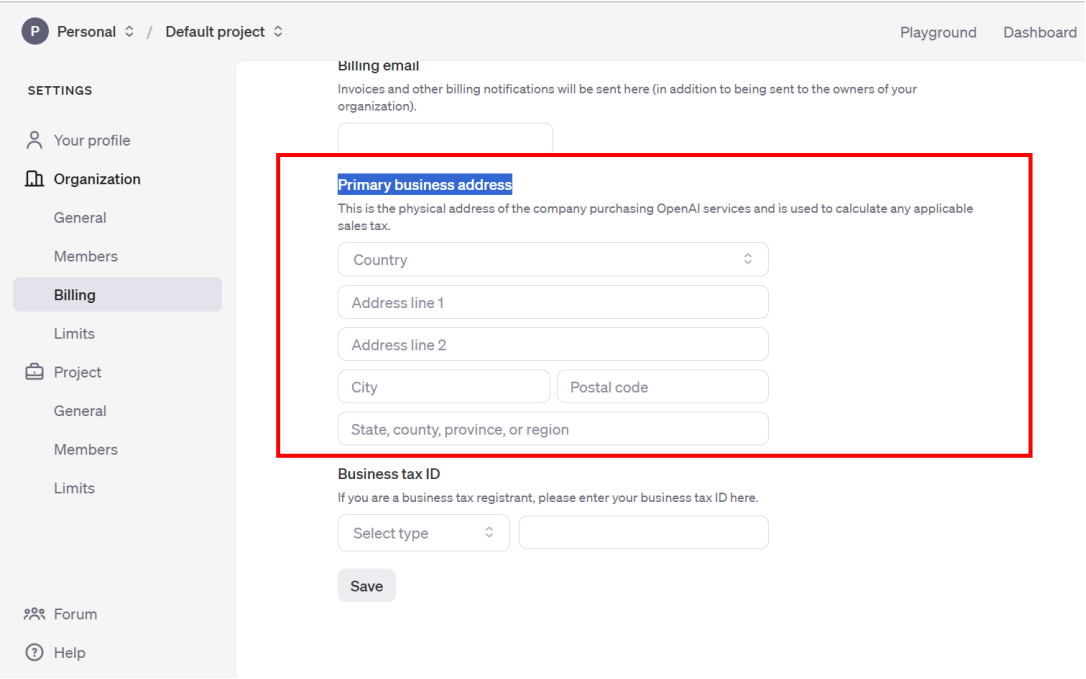 P Personal / Default project
Playground Dashboard
SETTINGS
Your profile
Organization
General
Members
Billing
Limits
Project
General
Members
Limits
Forum
Help
Billing email
Invoices and other billing notifications will be sent here (in addition to being sent to the owners of your
organization).
Primary business address
This is the physical address of the company purchasing OpenAI services and is used to calculate any applicable
sales tax.
Country
Address line 1
Address line 2
City Postal code
State, county, province, or region
Business tax ID
If you are a business tax registrant, please enter your business tax ID here.
Select type
Save